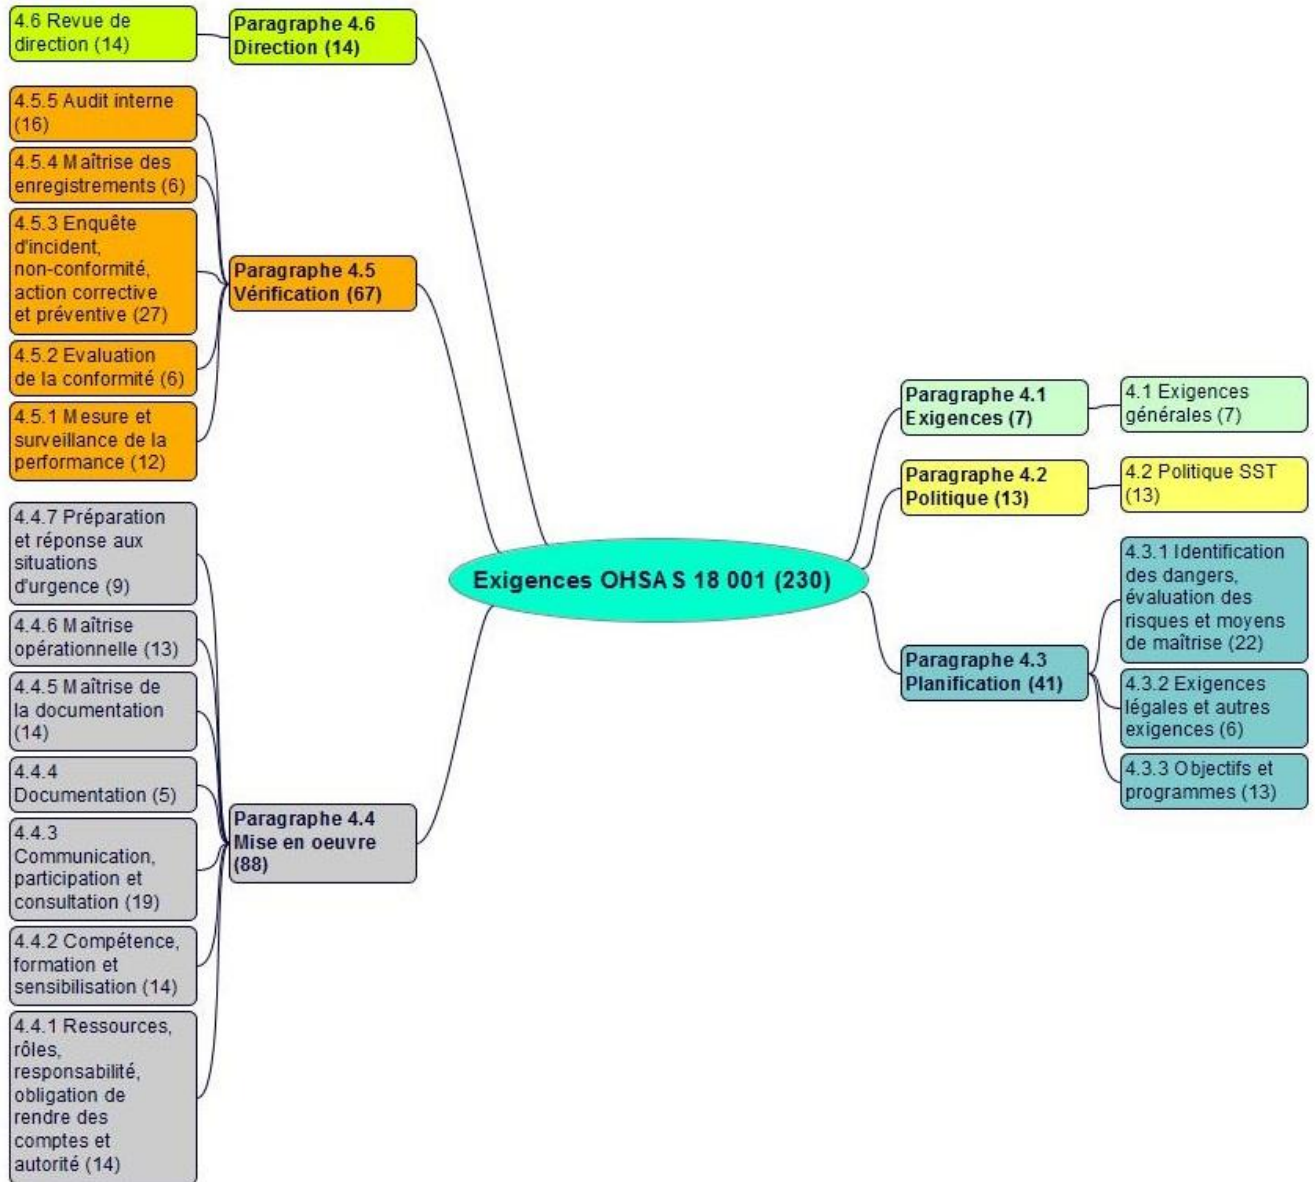 4.6 Revue de
direction (14)
Paragraphe 4.6
Direction (14)
4.5.5 Audit interne
(16)
4.5.4 Maîtrise des
enregistrements (6)
4.5.3 Enquête
d'incident,
non-conformité,
action corrective
et préventive (27)
4.5.2 Evaluation
de la conformité (6)
4.5.1 Mesure et
surveillance de la
performance (12)
Paragraphe 4.5
Vérification (67)
4.4.7 Préparation
et réponse aux
situations
d'urgence (9)
4.4.6 Maîtrise
opérationnelle (13)
4.4.5 Maîtrise de
la documentation
(14)
4.4.4
Documentation (5)
4.4.3
Communication,
participation et
consultation (19)
4.4.2 Compétence,
formation et
sensibilisation (14)
4.4.1 Ressources,
rôles,
responsabilité,
obligation de
rendre des
comptes et
autorité (14)
Paragraphe 4.4
Mise en oeuvre
(88)
Exigences OHSAS 18 001 (230)
Paragraphe 4.1
Exigences (7)
4.1 Exigences
générales (7)
Paragraphe 4.2
Politique (13)
4.2 Politique SST
(13)
Paragraphe 4.3
Planification (41)
4.3.1 Identification
des dangers,
évaluation des
risques et moyens
de maîtrise (22)
4.3.2 Exigences
légales et autres
exigences (6)
4.3.3 Objectifs et
programmes (13)